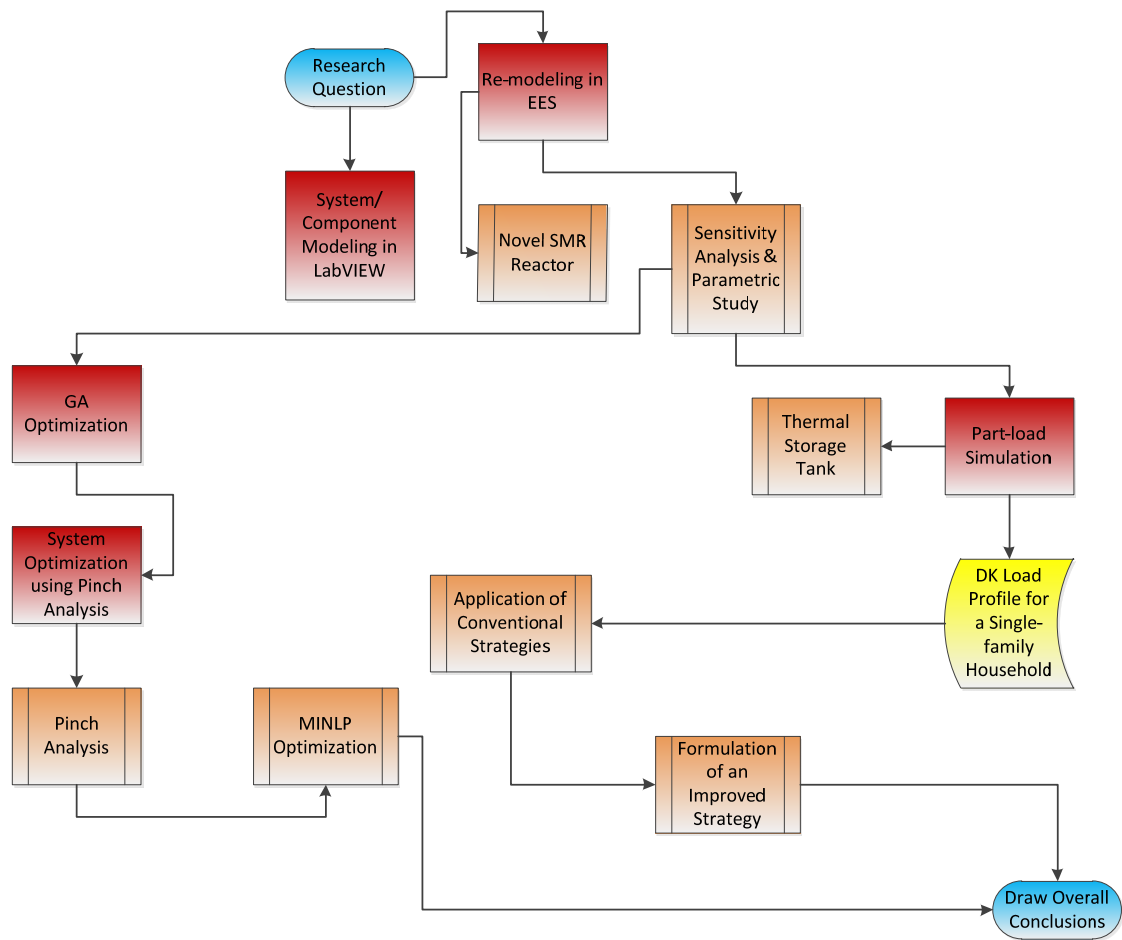 Research
Question
Re-modeling in
EES
System/
Component
Modeling in
LabVIEW
Novel SMR
Reactor
Sensitivity
Analysis &
Parametric
Study
GA
Optimization
Thermal
Storage
Tank
Part-load
Simulation
System
Optimization
using Pinch
Analysis
Application of
Conventional
Strategies
DK Load
Profile for
a Single-
family
Household
Pinch
Analysis
MINLP
Optimization
Formulation
of an
Improved
Strategy
Draw Overall
Conclusions